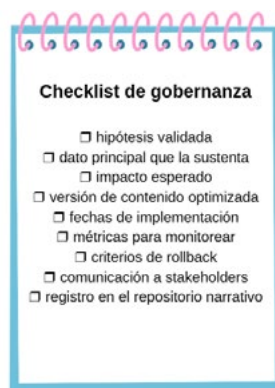 Checklist de gobernanza
❐ hipótesis validada
❐ dato principal que la sustenta
❐ impacto esperado
❐ versión de contenido optimizada
❐ fechas de implementación
❐ métricas para monitorear
❐ criterios de rollback
❐ comunicación a stakeholders
❐ registro en el repositorio narrativo